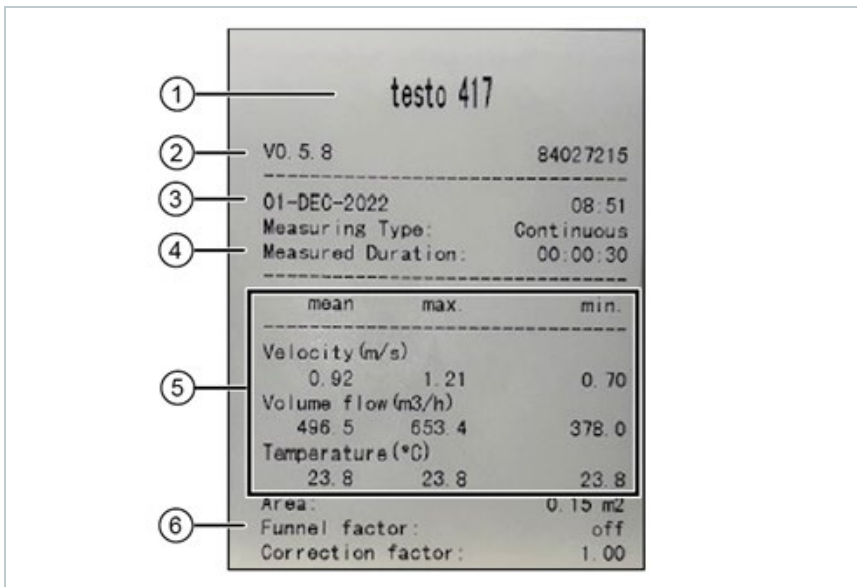 testo 417
V0.5.8 84027215
01-DEC-2022 08:51
Measuring Type: Continuous
Measured Duration: 00:00:30
mean max. min.
Velocity(m/s)
0.92 1.21 0.70
Volume flow(m3/h)
496.5 653.4 378.0
Temperature(°C)
23.8 23.8 23.8
Area: 0.15 m2
Funnel factor: off
Correction factor: 1.00
1
2
3
4
5
6